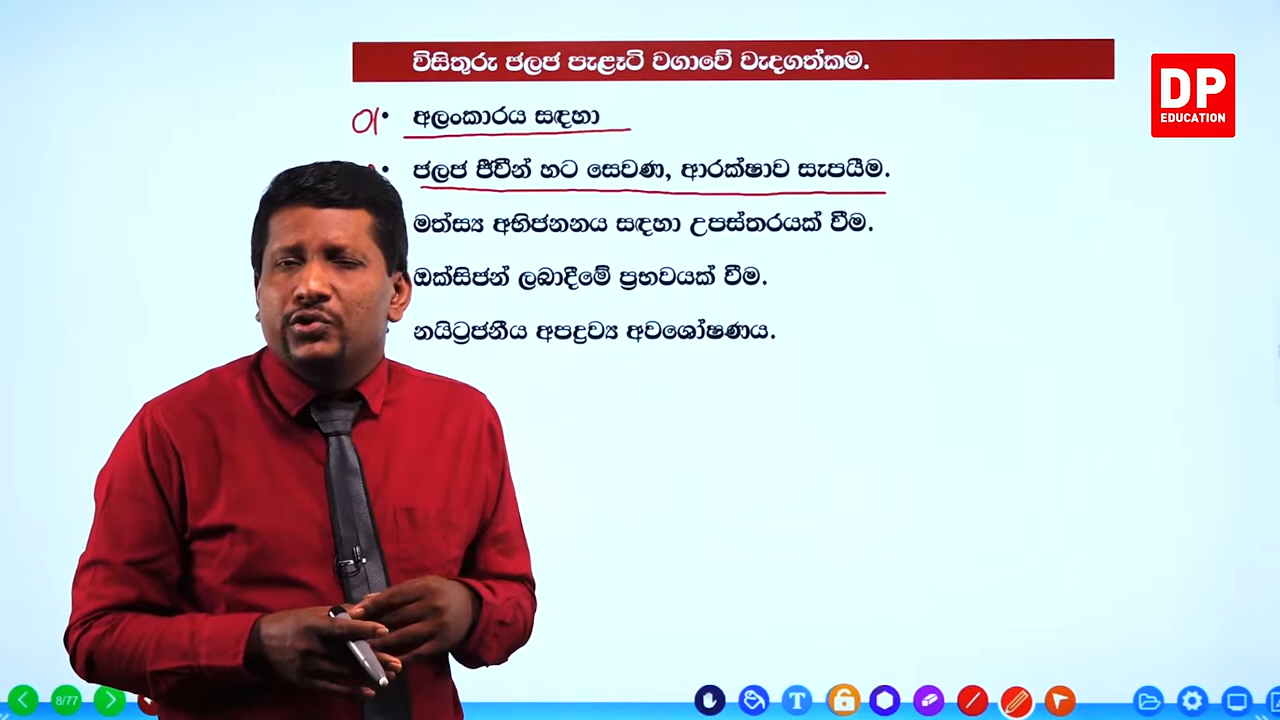 විසිතුරු ජලජ පැළෑටි වගාවේ වැදගත්කම.
DP
EDUCATION
01 • අලංකාරය සඳහා
• ජලජ ජීවීන් හට සෙවණ, ආරක්ෂාව සැපයීම.
මත්ස්‍ය අභිජනනය සඳහා උපස්තරයක් වීම.
ඔක්සිජන් ලබාදීමේ ප්‍රභවයක් වීම.
නයිට්‍රජනීය අපද්‍රව්‍ය අවශෝෂණය.
8/77
T